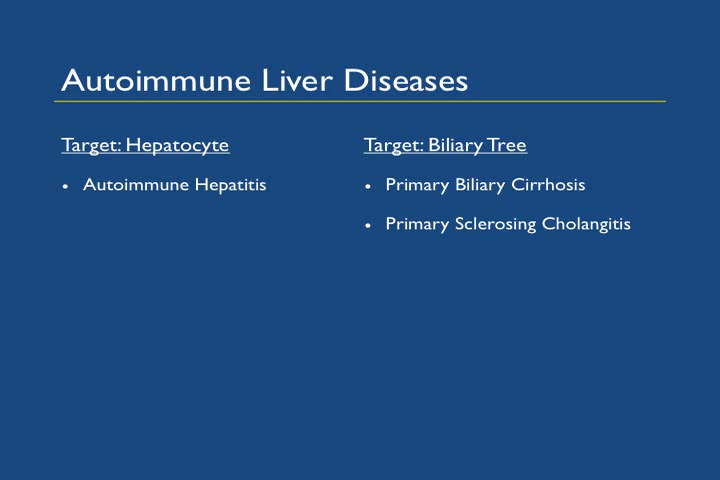 Autoimmune Liver Diseases
Target: Hepatocyte
• Autoimmune Hepatitis
Target: Biliary Tree
• Primary Biliary Cirrhosis
• Primary Sclerosing Cholangitis